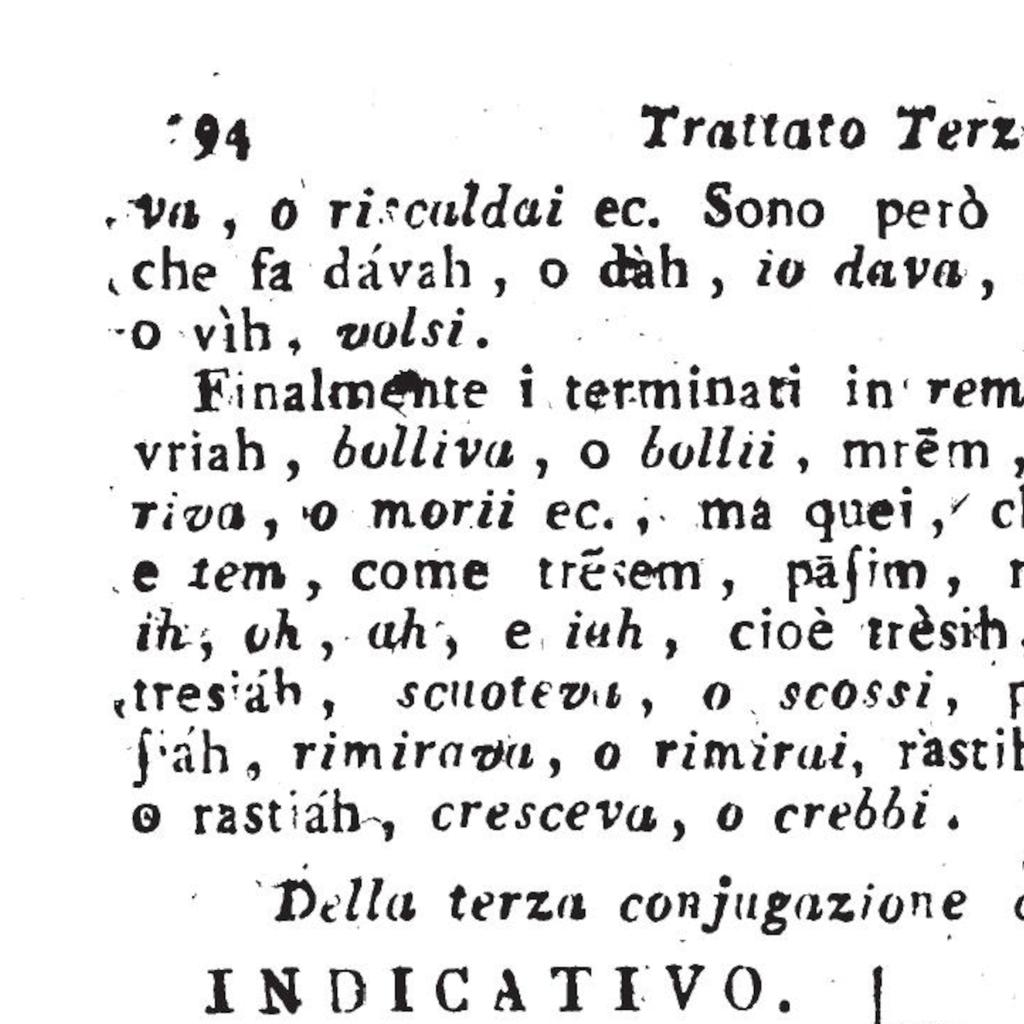 94 Trattato Terz
va, o risculdai ec. Sono però
che fa dávah, o dàh, io dava,
o vìh, volsi.
Finalmente i terminati in rem
vriah, bolliva, o bollii, mrēm,
riva, o morii ec.; ma quei,
e tem, come trēsem, pāſim,
ih, oh, ah, e iah, cioè trèsih,
tresiáh, scuoteva, o scossi,
ſiáh, rimirava, o rimirai, ràstih
o rastiáh, cresceva, o crebbi.
Della terza conjugazione
INDICATIVO.